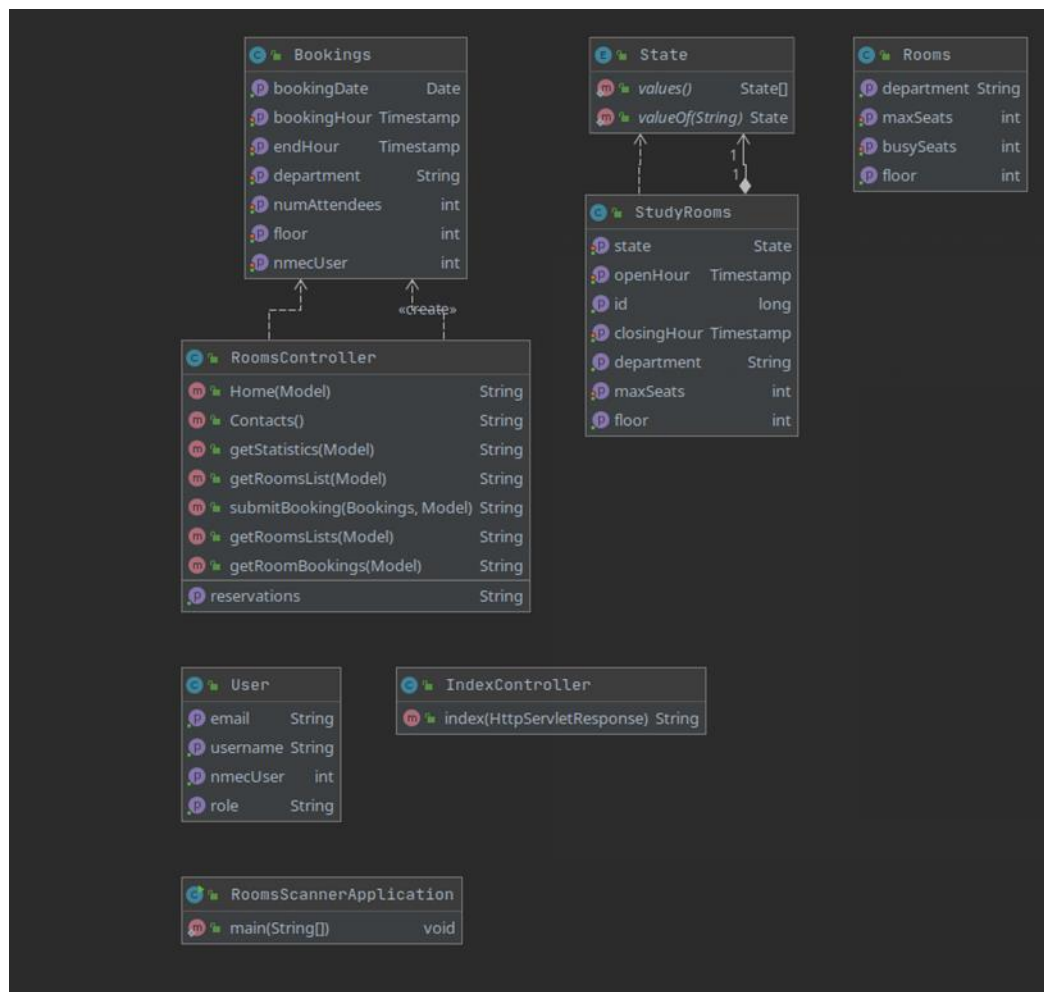 Bookings
bookingDate Date
bookingHour Timestamp
endHour Timestamp
department String
numAttendees int
floor int
nmecUser int
State
values() State[]
valueOf(String) State
Rooms
department String
maxSeats int
busySeats int
floor int
1
1
StudyRooms
state State
openHour Timestamp
id long
closingHour Timestamp
department String
maxSeats int
floor int
«create»
RoomsController
Home(Model) String
Contacts() String
getStatistics(Model) String
getRoomsList(Model) String
submitBooking(Bookings, Model) String
getRoomsLists(Model) String
getRoomBookings(Model) String
reservations String
User
email String
username String
nmecUser int
role String
IndexController
index(HttpServletResponse) String
RoomsScannerApplication
main(String[]) void